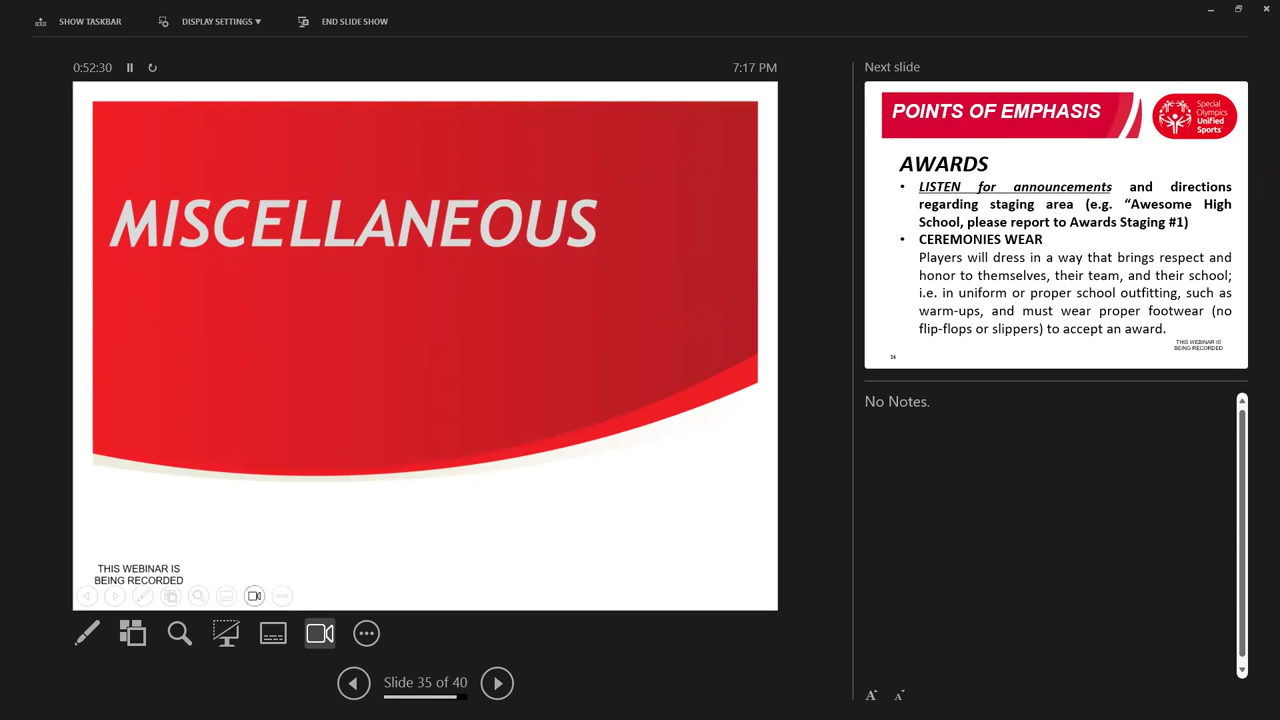 SHOW TASKBAR
DISPLAY SETTINGS ▼
END SLIDE SHOW
0:52:30
7:17 PM
MISCELLANEOUS
THIS WEBINAR IS
BEING RECORDED
Slide 35 of 40
Next slide
POINTS OF EMPHASIS
Special
Olympics
Unified
Sports
AWARDS
• LISTEN for announcements and directions
regarding staging area (e.g. “Awesome High
School, please report to Awards Staging #1)
• CEREMONIES WEAR
Players will dress in a way that brings respect and
honor to themselves, their team, and their school;
i.e. in uniform or proper school outfitting, such as
warm-ups, and must wear proper footwear (no
flip-flops or slippers) to accept an award.
THIS WEBINAR IS
BEING RECORDED
36
No Notes.
A A